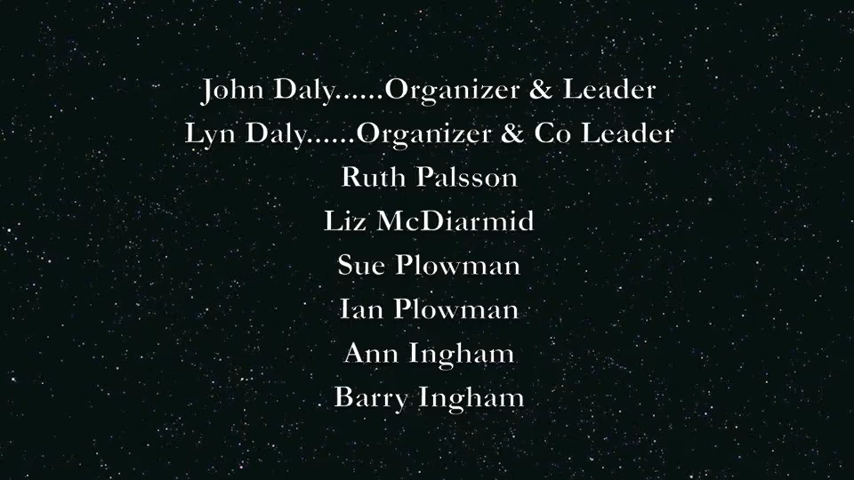 John Daly......Organizer & Leader
Lyn Daly......Organizer & Co Leader
Ruth Palsson
Liz McDiarmid
Sue Plowman
Ian Plowman
Ann Ingham
Barry Ingham